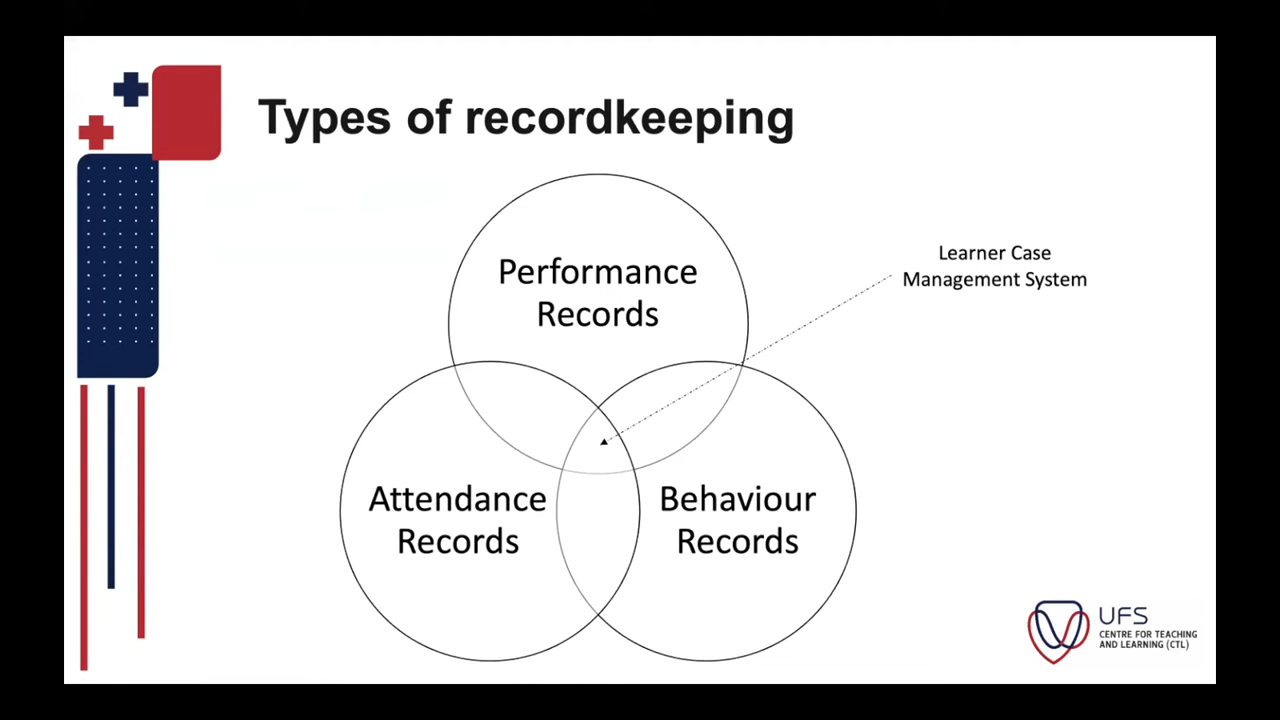 Types of recordkeeping
Performance
Records
Learner Case
Management System
Attendance
Records
Behaviour
Records
UFS
CENTRE FOR TEACHING
AND LEARNING (CTL)